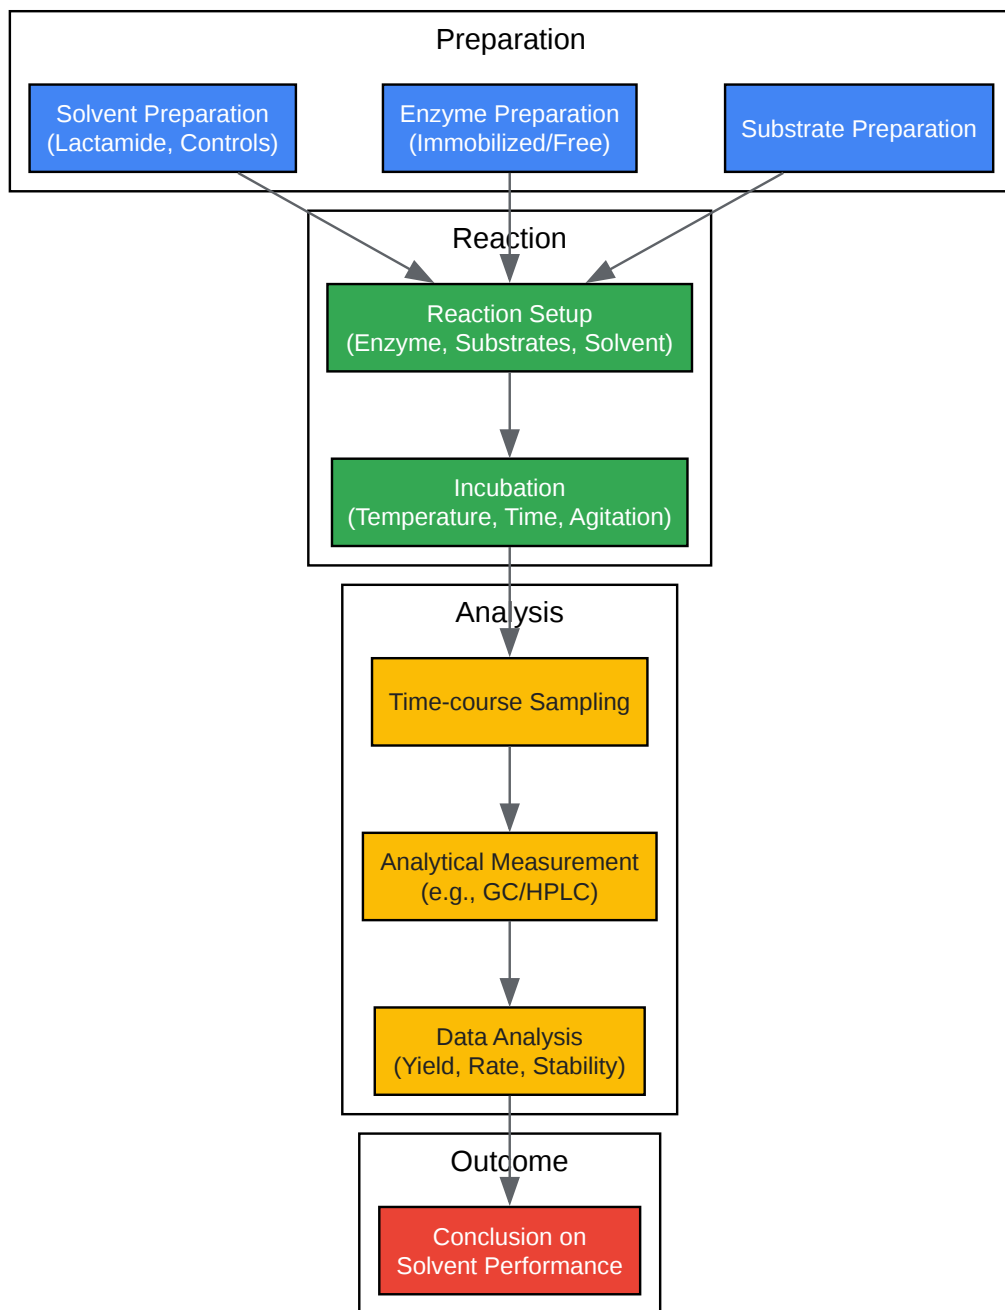 Preparation
Solvent Preparation
(Lactamide, Controls)
Enzyme Preparation
(Immobilized/Free)
Substrate Preparation
Reaction
Reaction Setup
(Enzyme, Substrates, Solvent)
Incubation
(Temperature, Time, Agitation)
Analysis
Time-course Sampling
Analytical Measurement
(e.g., GC/HPLC)
Data Analysis
(Yield, Rate, Stability)
Outcome
Conclusion on
Solvent Performance